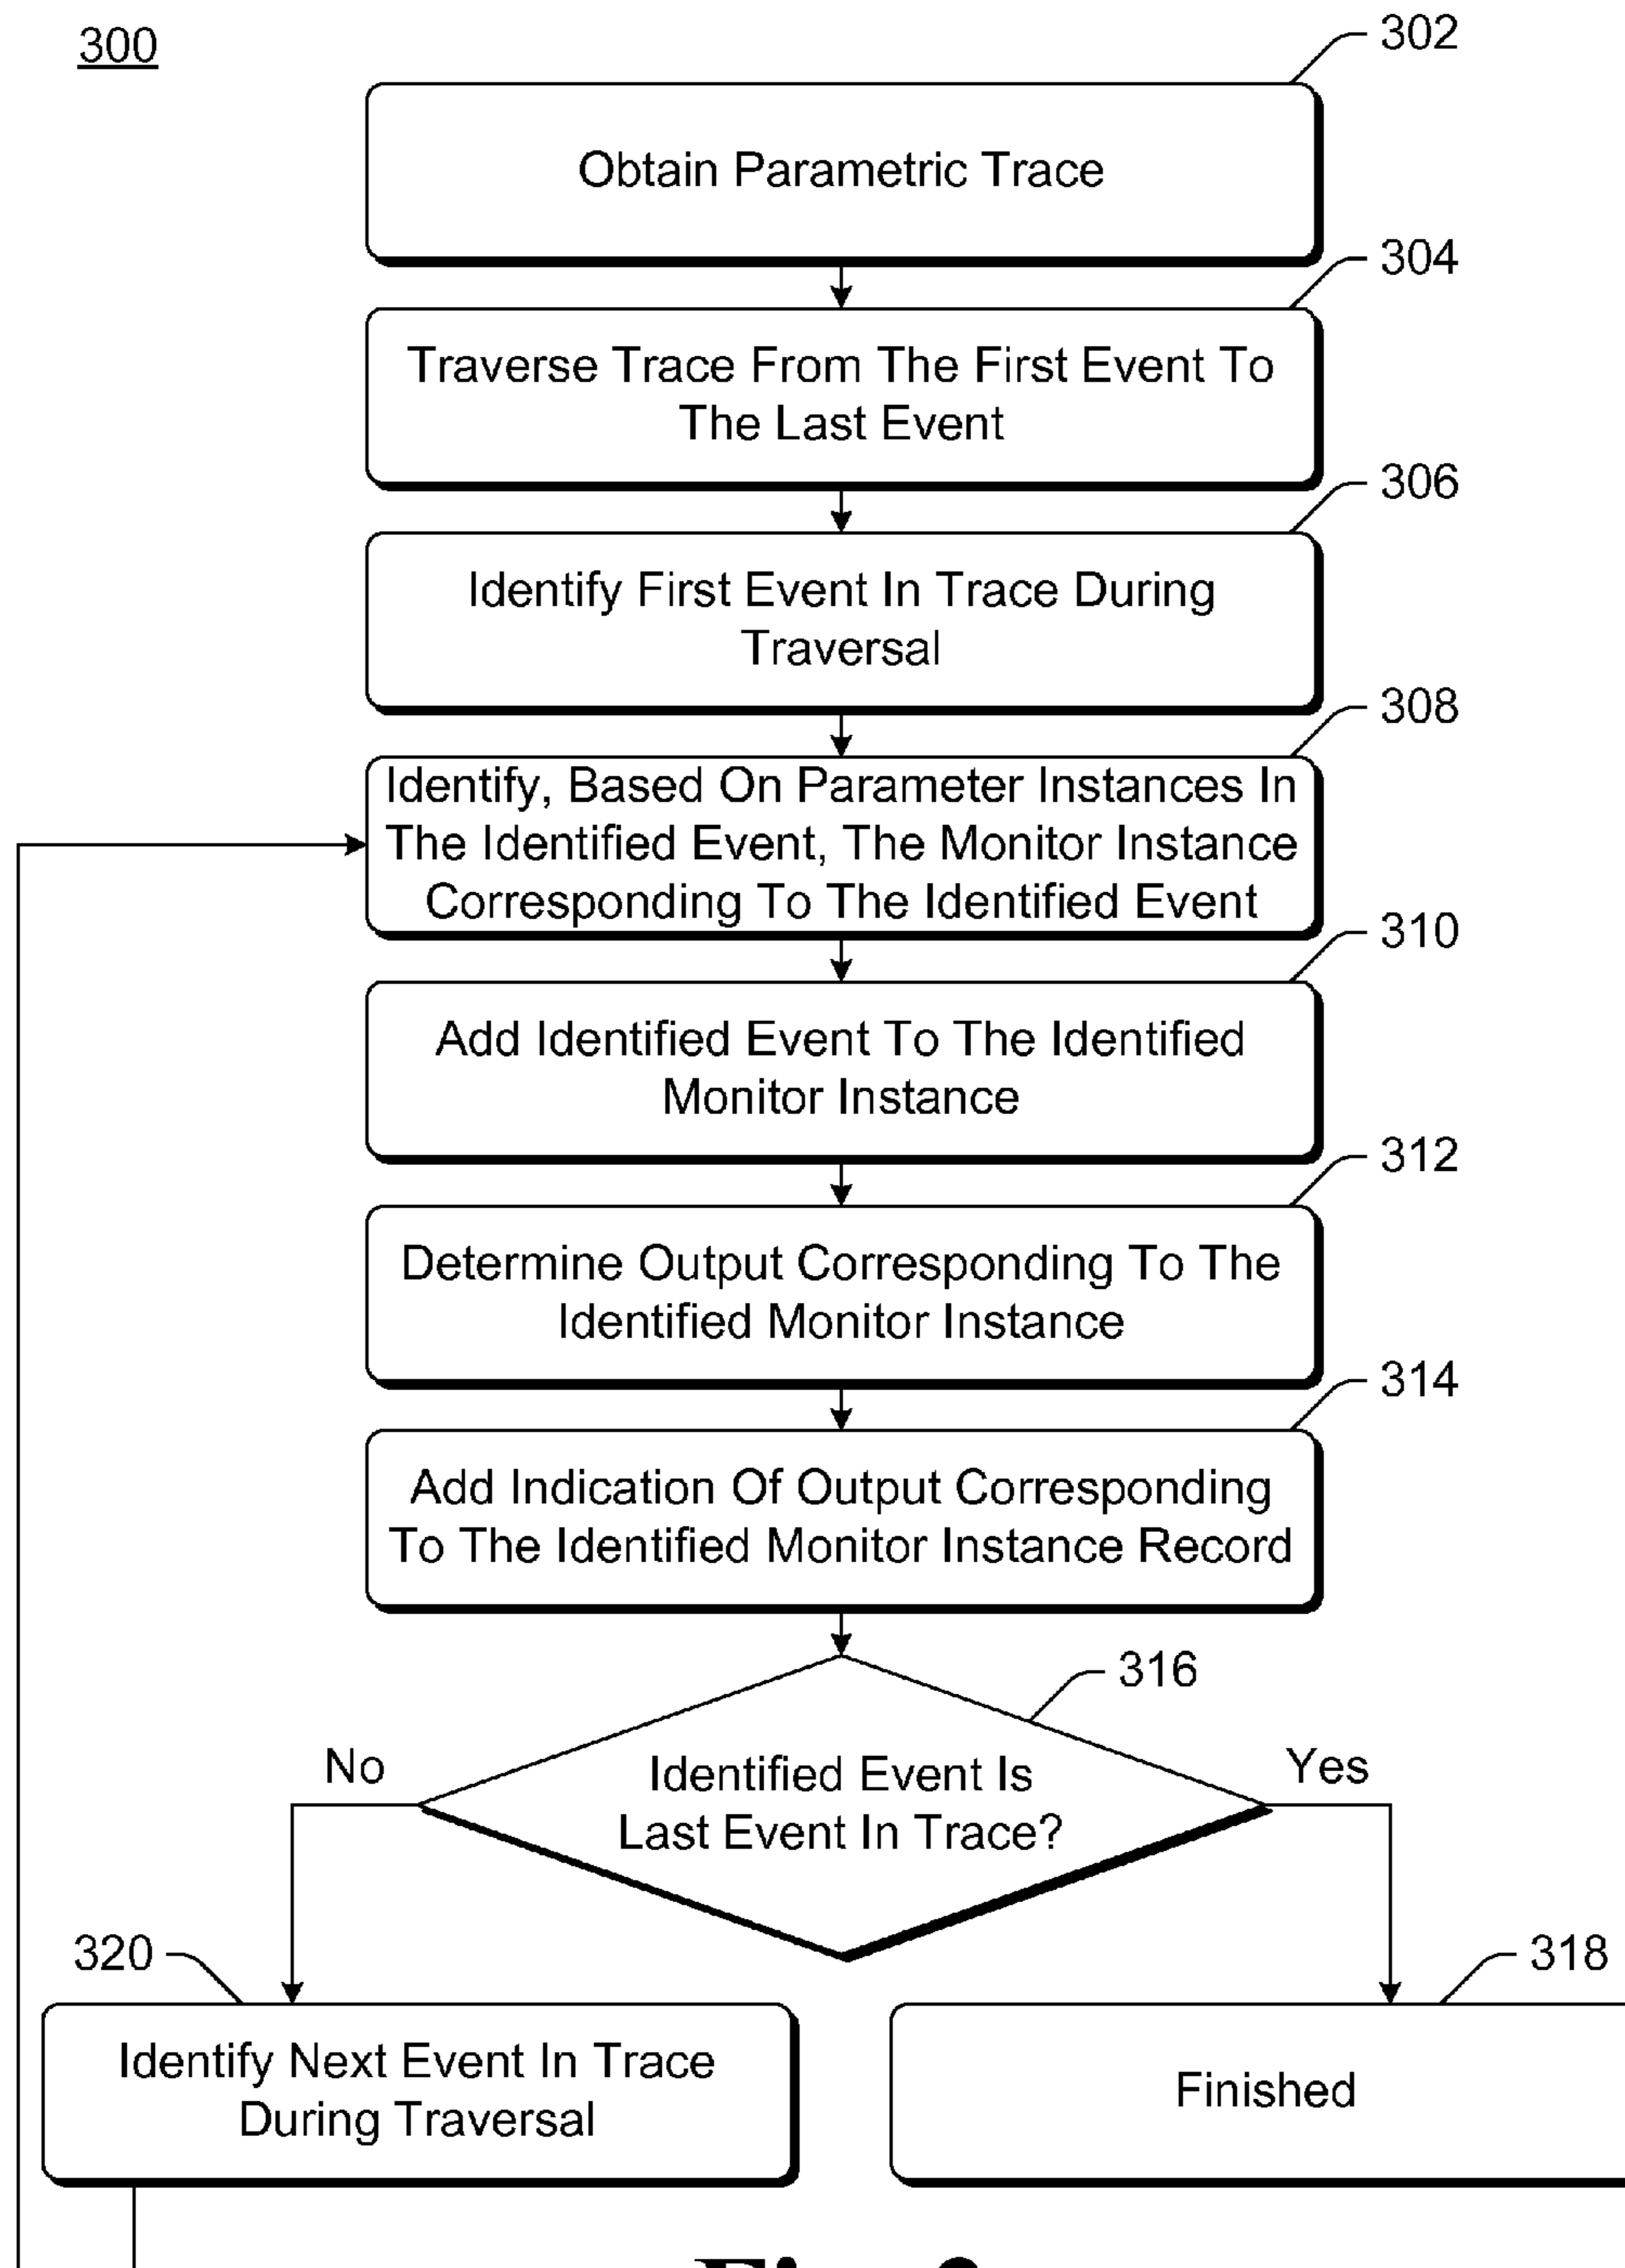 300
302
Obtain Parametric Trace
304
Traverse Trace From The First Event To
The Last Event
306
Identify First Event In Trace During
Traversal
308
Identify, Based On Parameter Instances In
The Identified Event, The Monitor Instance
Corresponding To The Identified Event
310
Add Identified Event To The Identified
Monitor Instance
312
Determine Output Corresponding To The
Identified Monitor Instance
314
Add Indication Of Output Corresponding
To The Identified Monitor Instance Record
316
Identified Event Is
Last Event In Trace?
No
Yes
320
Identify Next Event In Trace
During Traversal
318
Finished